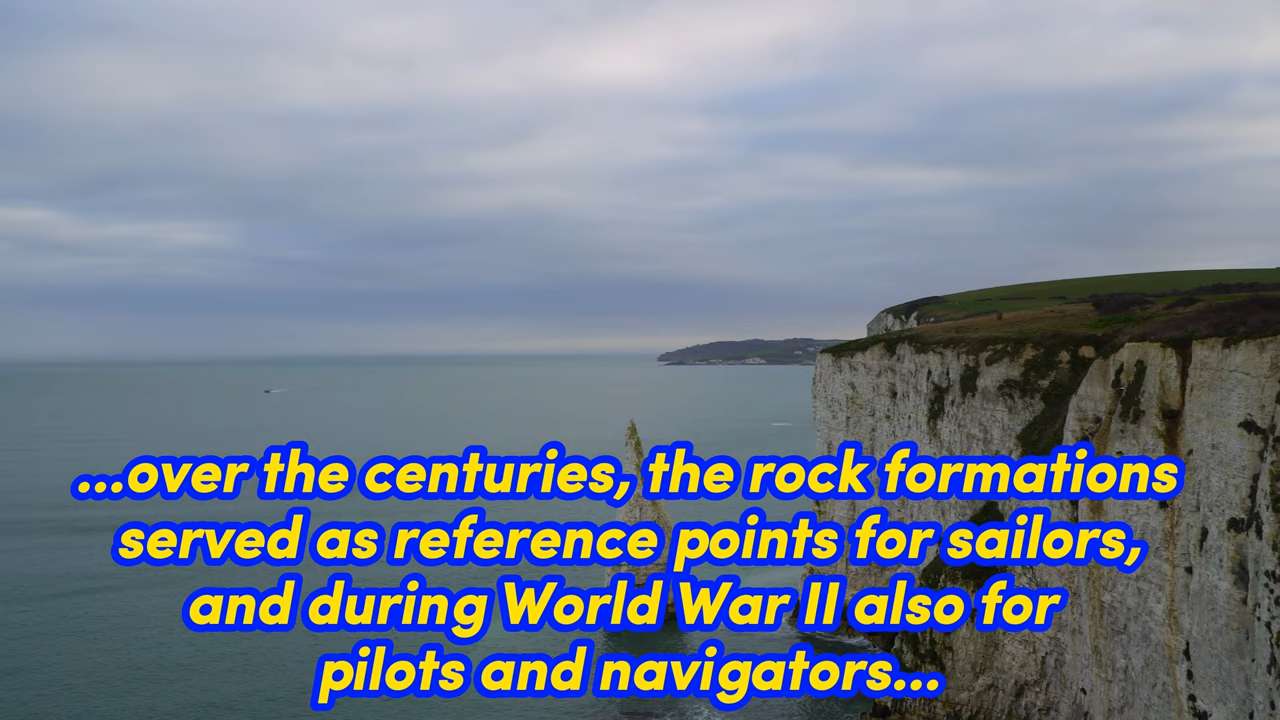 ...over the centuries, the rock formations
served as reference points for sailors,
and during World War II also for
pilots and navigators...